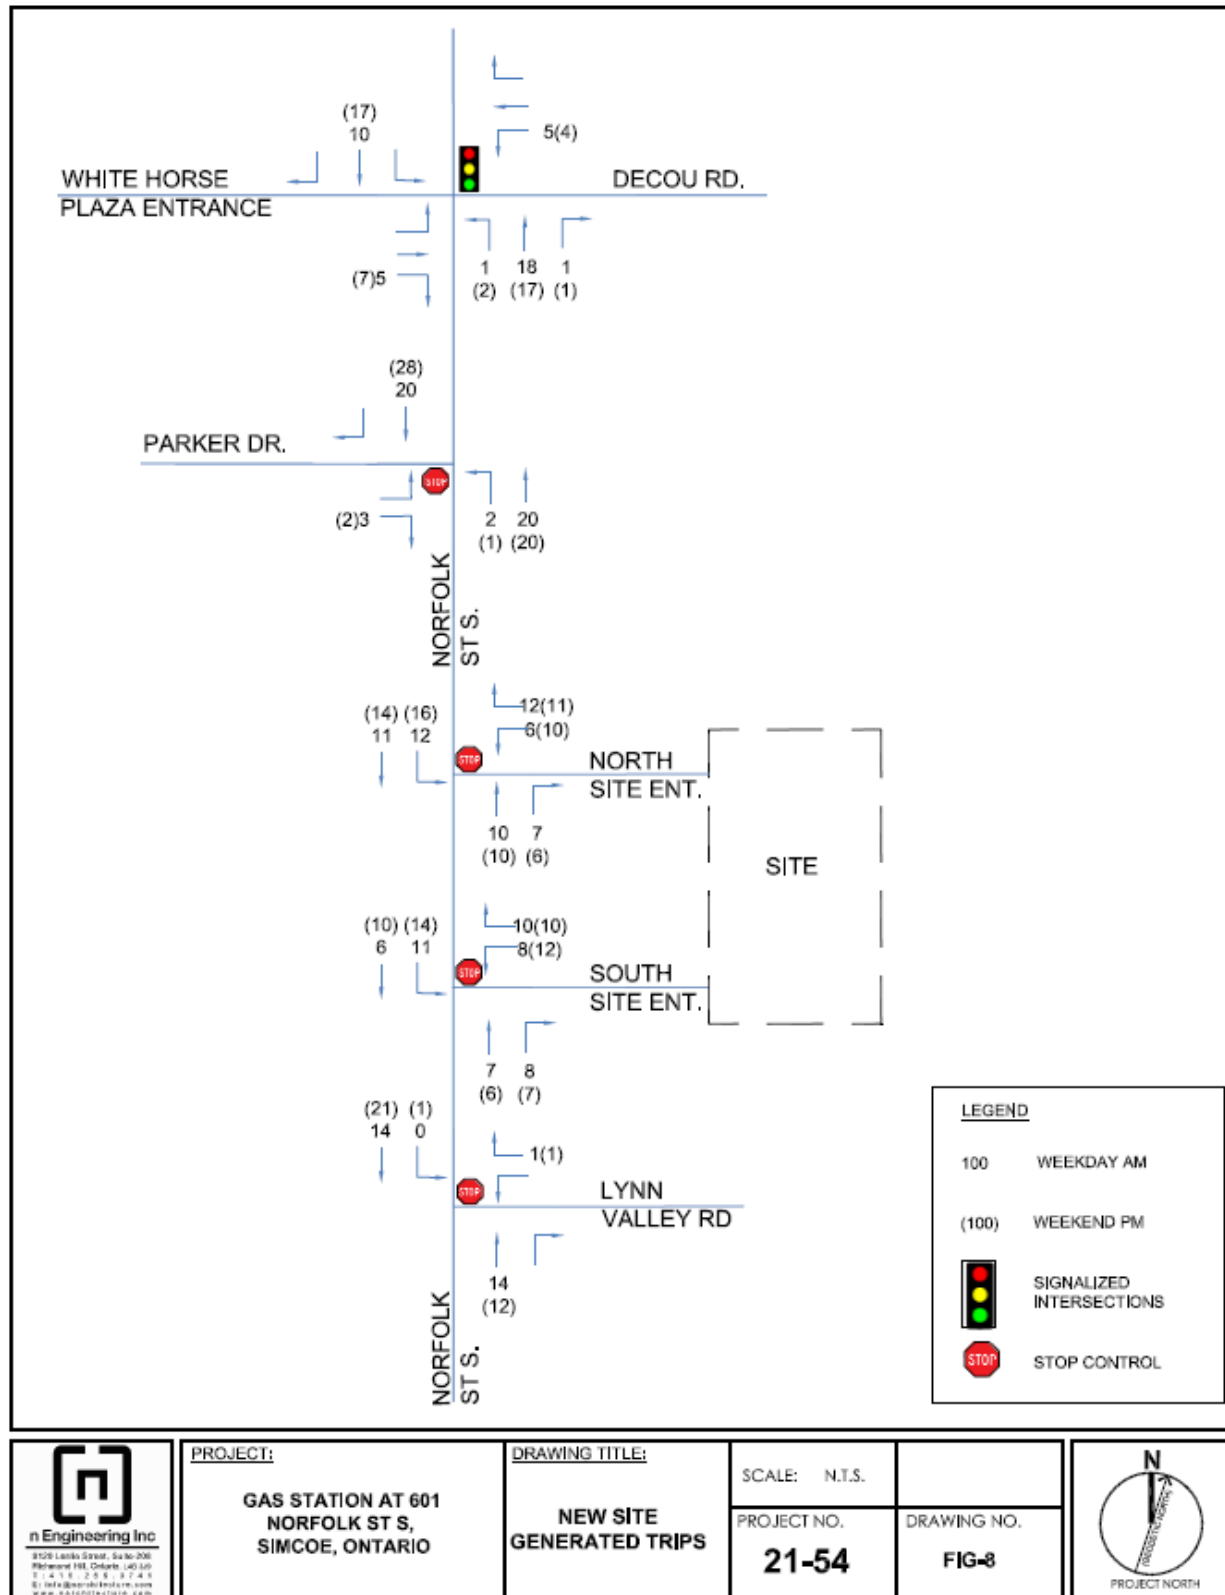 (17)
10
5(4)
WHITE HORSE
PLAZA ENTRANCE
DECOU RD.
(7)5
1 18 1
(2) (17) (1)
(28)
20
PARKER DR.
STOP
(2)3
2 20
(1) (20)
NORFOLK
ST S.
(14) (16)
11 12
12(11)
6(10)
STOP
NORTH
SITE ENT.
10 7
(10) (6)
SITE
(10) (14)
6 11
10(10)
8(12)
STOP
SOUTH
SITE ENT.
7 8
(6) (7)
(21) (1)
14 0
1(1)
STOP
LYNN
VALLEY RD
14
(12)
NORFOLK
ST S.
LEGEND
100 WEEKDAY AM
(100) WEEKEND PM
SIGNALIZED
INTERSECTIONS
STOP STOP CONTROL
n
n Engineering Inc
PROJECT:
GAS STATION AT 601
NORFOLK ST S,
SIMCOE, ONTARIO
DRAWING TITLE:
NEW SITE
GENERATED TRIPS
SCALE: N.T.S.
PROJECT NO.
21-54
DRAWING NO.
FIG-8
N
PROJECT NORTH